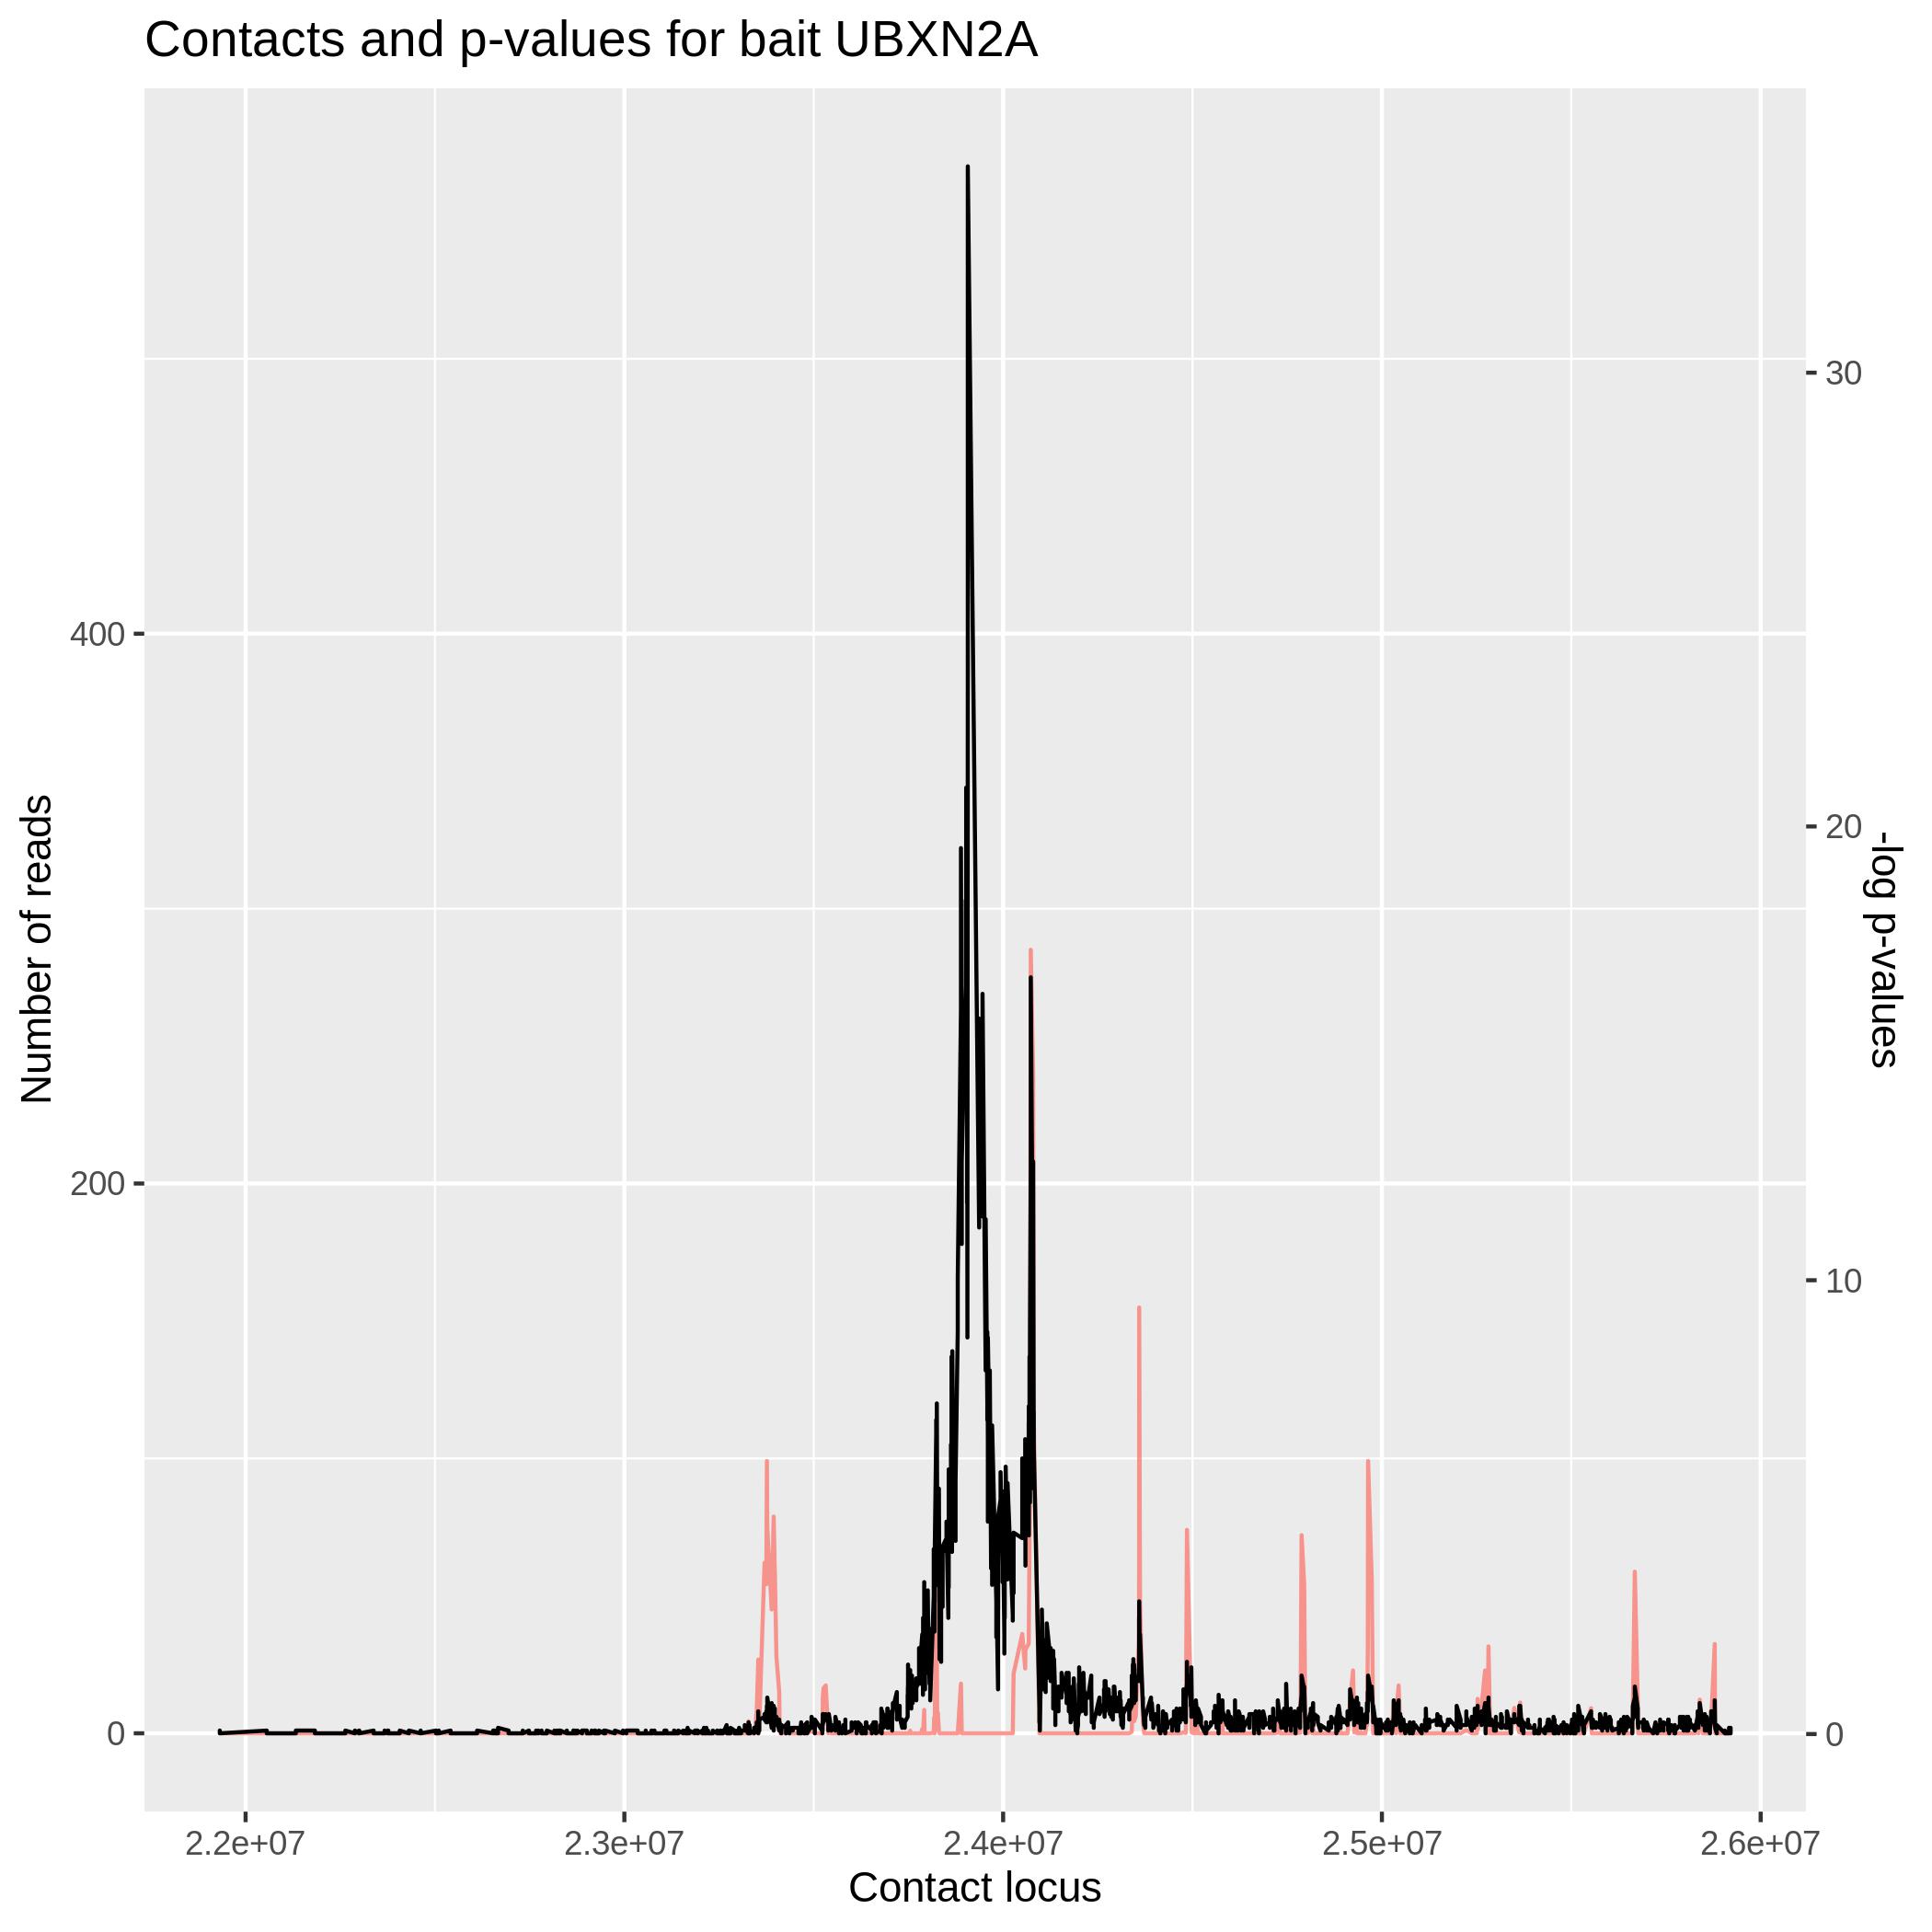 Contacts and p-values for bait UBXN2A
Number of reads
400
200
0
30
20
10
0
-log p-values
2.2e+07
2.3e+07
2.4e+07
2.5e+07
2.6e+07
Contact locus